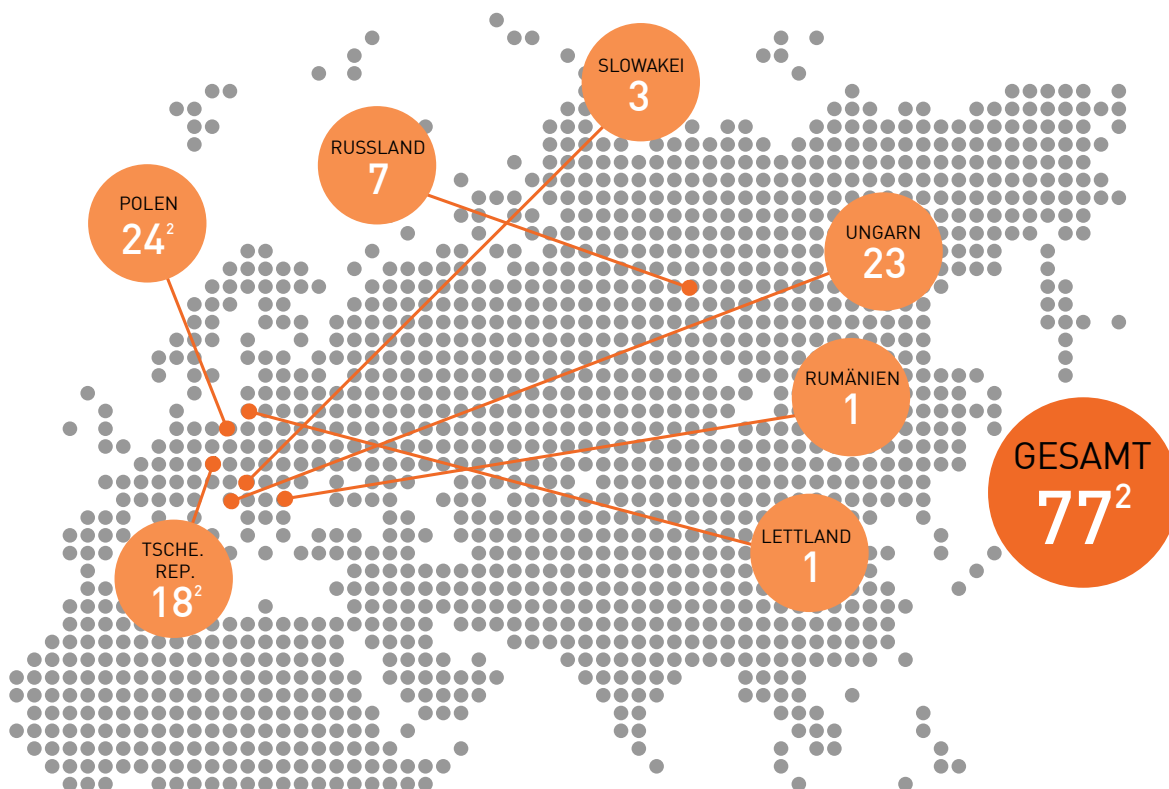 SLOWAKEI
3
RUSSLAND
7
POLEN
24²
UNGARN
23
RUMÄNIEN
1
GESAMT
77²
LETTLAND
1
TSCHE.
REP.
18²